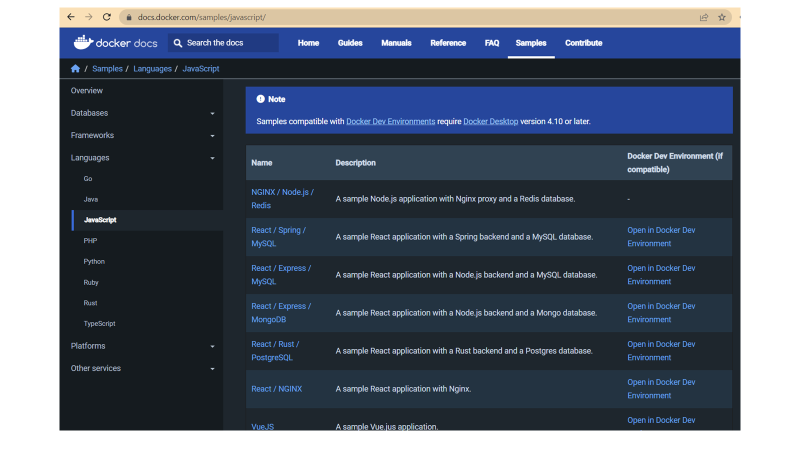 docs.docker.com/samples/javascript/
docker docs
Search the docs
Home Guides Manuals Reference FAQ Samples Contribute
/ Samples / Languages / JavaScript
Overview
Databases
Frameworks
Languages
Go
Java
JavaScript
PHP
Python
Ruby
Rust
TypeScript
Platforms
Other services
Note
Samples compatible with Docker Dev Environments require Docker Desktop version 4.10 or later.
Name Description Docker Dev Environment (if
compatible)
NGINX / Node.js /
Redis
A sample Node.js application with Nginx proxy and a Redis database.
-
React / Spring /
MySQL
A sample React application with a Spring backend and a MySQL database.
Open in Docker Dev
Environment
React / Express /
MySQL
A sample React application with a Node.js backend and a MySQL database.
Open in Docker Dev
Environment
React / Express /
MongoDB
A sample React application with a Node.js backend and a Mongo database.
Open in Docker Dev
Environment
React / Rust /
PostgreSQL
A sample React application with a Rust backend and a Postgres database.
Open in Docker Dev
Environment
React / NGINX
A sample React application with Nginx.
Open in Docker Dev
Environment
VueJS
A sample Vue.jus application.
Open in Docker Dev